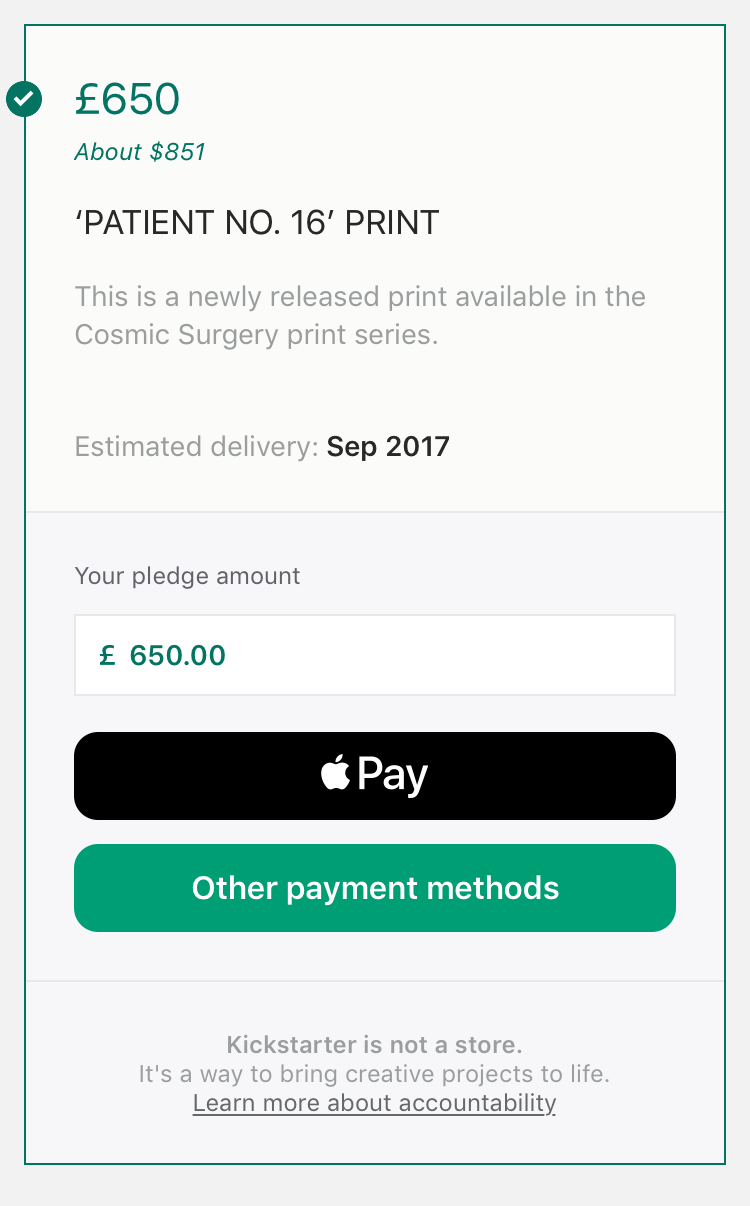 £650
About $851
‘PATIENT NO. 16’ PRINT
This is a newly released print available in the
Cosmic Surgery print series.
Estimated delivery: Sep 2017
Your pledge amount
£ 650.00
Pay
Other payment methods
Kickstarter is not a store.
It's a way to bring creative projects to life.
Learn more about accountability